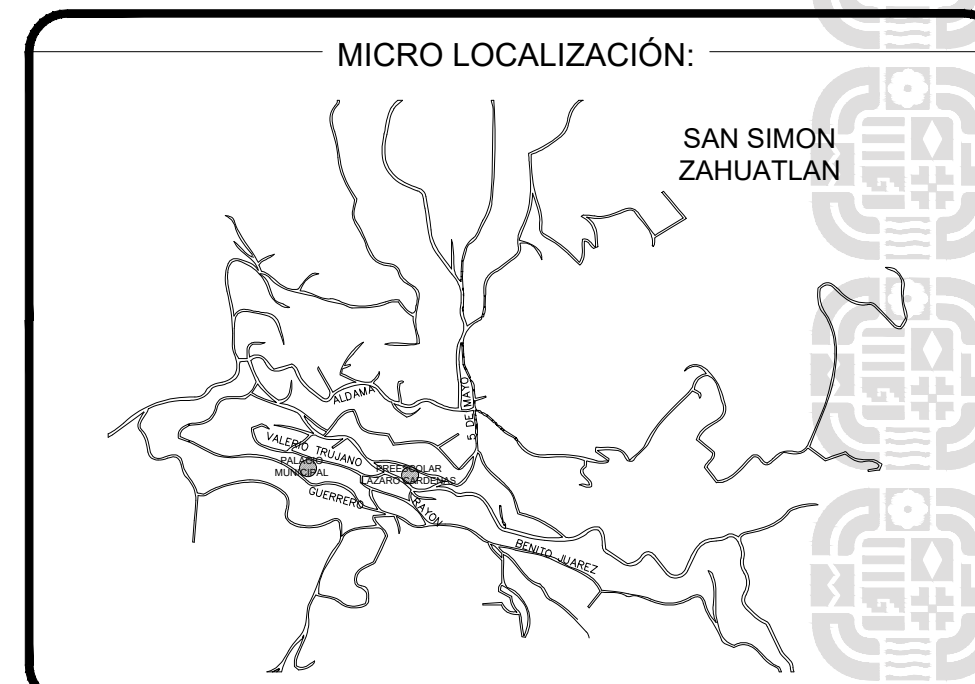 MICRO LOCALIZACIÓN:
SAN SIMON
ZAHUATLAN
ALDAMA
5 DE MAYO
VALERIO TRUJANO
PALACIO
MUNICIPAL
PREESCOLAR
LAZARO CARDENAS
GUERRERO
RAYON
BENITO JUAREZ